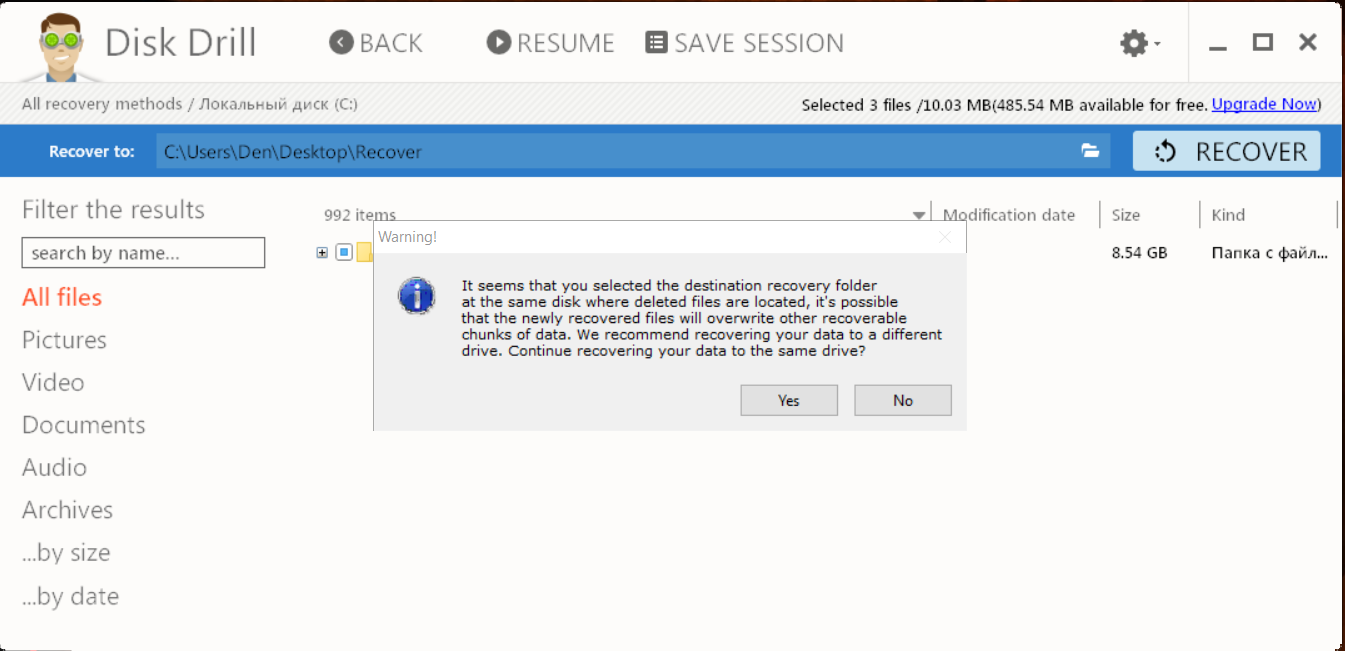 Disk Drill BACK RESUME SAVE SESSION
All recovery methods / Локальный диск (C:) Selected 3 files /10.03 MB(485.54 MB available for free. Upgrade Now)
Recover to: C:\Users\Den\Desktop\Recover RECOVER
Filter the results
992 items Modification date Size Kind
search by name...
8.54 GB Папка с файл...
Warning!
It seems that you selected the destination recovery folder
at the same disk where deleted files are located, it's possible
that the newly recovered files will overwrite other recoverable
chunks of data. We recommend recovering your data to a different
drive. Continue recovering your data to the same drive?
Yes No
All files
Pictures
Video
Documents
Audio
Archives
...by size
...by date